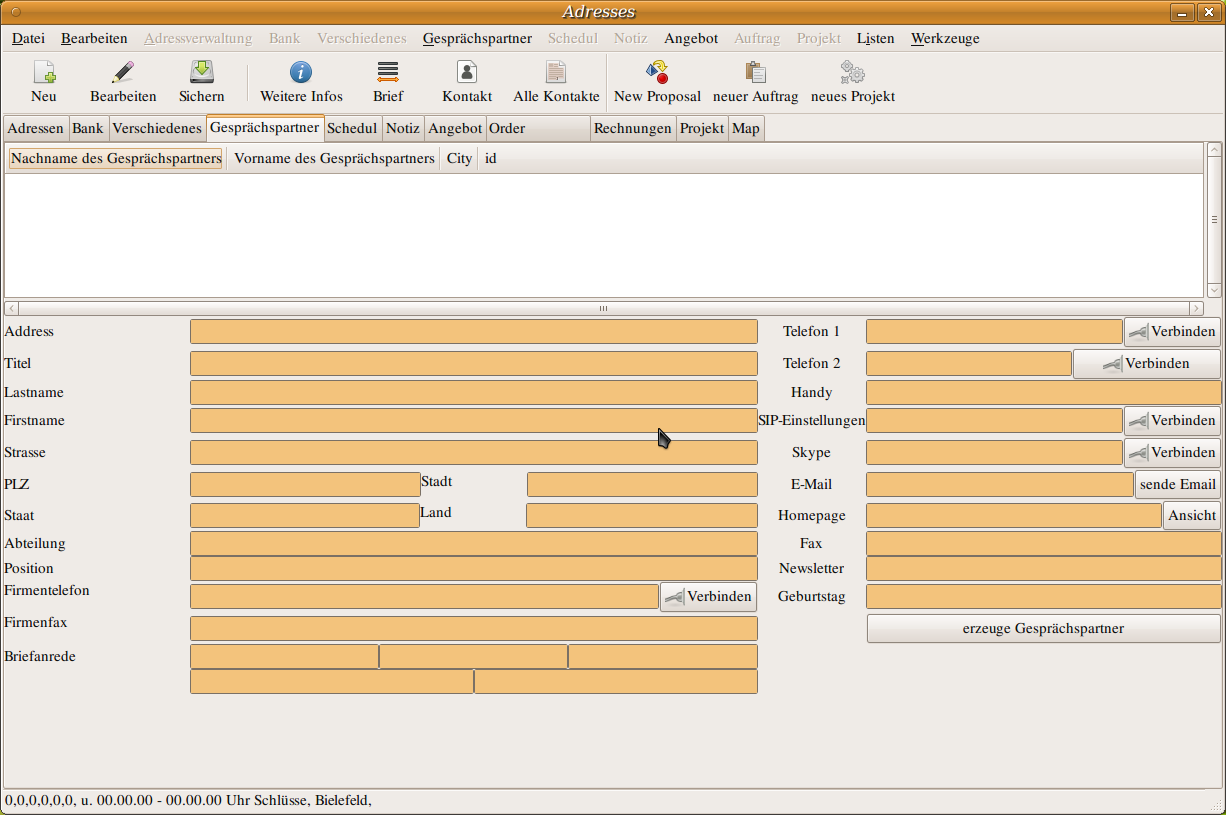 Adresses
Datei Bearbeiten Adressverwaltung Bank Verschiedenes Gesprächspartner Schedul Notiz Angebot Auftrag Projekt Listen Werkzeuge
Neu Bearbeiten Sichern Weitere Infos Brief Kontakt Alle Kontakte New Proposal neuer Auftrag neues Projekt
Adressen Bank Verschiedenes Gesprächspartner Schedul Notiz Angebot Order Rechnungen Projekt Map
Nachname des Gesprächspartners Vorname des Gesprächspartners City id
Address Telefon 1 Verbinden
Titel Telefon 2 Verbinden
Lastname Handy
Firstname SIP-Einstellungen Verbinden
Strasse Skype Verbinden
PLZ Stadt E-Mail sende Email
Staat Land Homepage Ansicht
Abteilung Fax
Position Newsletter
Firmentelefon Verbinden Geburtstag
Firmenfax erzeuge Gesprächspartner
Briefanrede
0,0,0,0,0,0, u. 00.00.00 - 00.00.00 Uhr Schlüsse, Bielefeld,